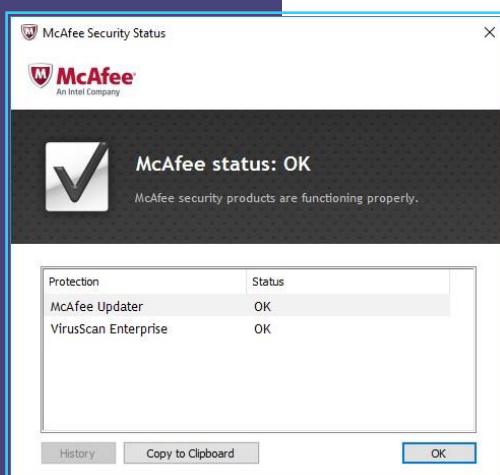 McAfee Security Status
McAfee
An Intel Company
McAfee status: OK
McAfee security products are functioning properly.
Protection Status
McAfee Updater OK
VirusScan Enterprise OK
History Copy to Clipboard OK